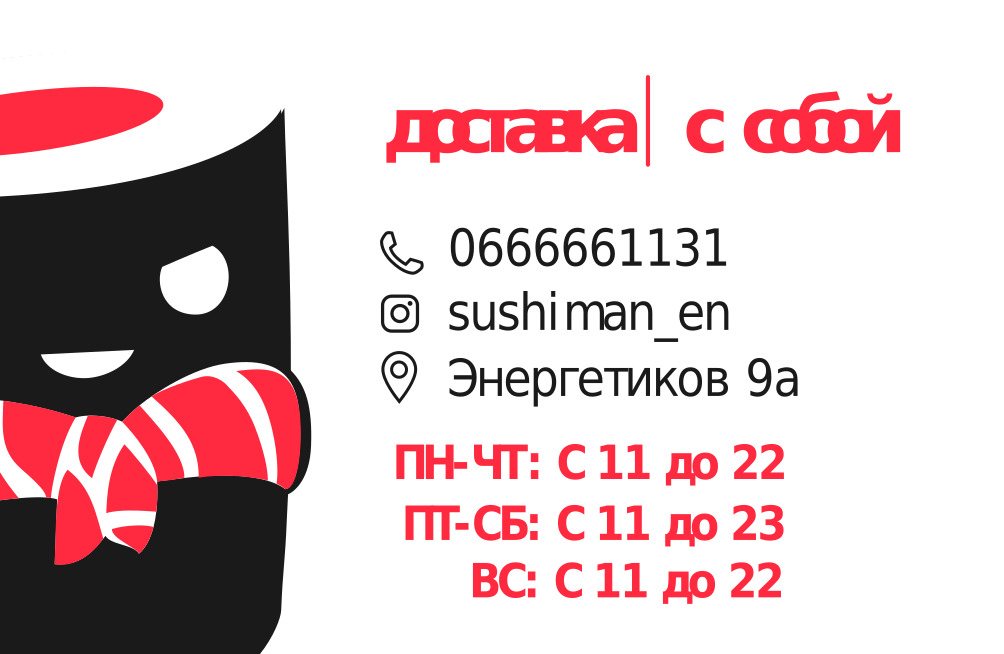 доставка| с собой
0666661131
sushiman_en
Энергетиков 9а
ПН-ЧТ: С 11 до 22
ПТ-СБ: С 11 до 23
ВС: С 11 до 22